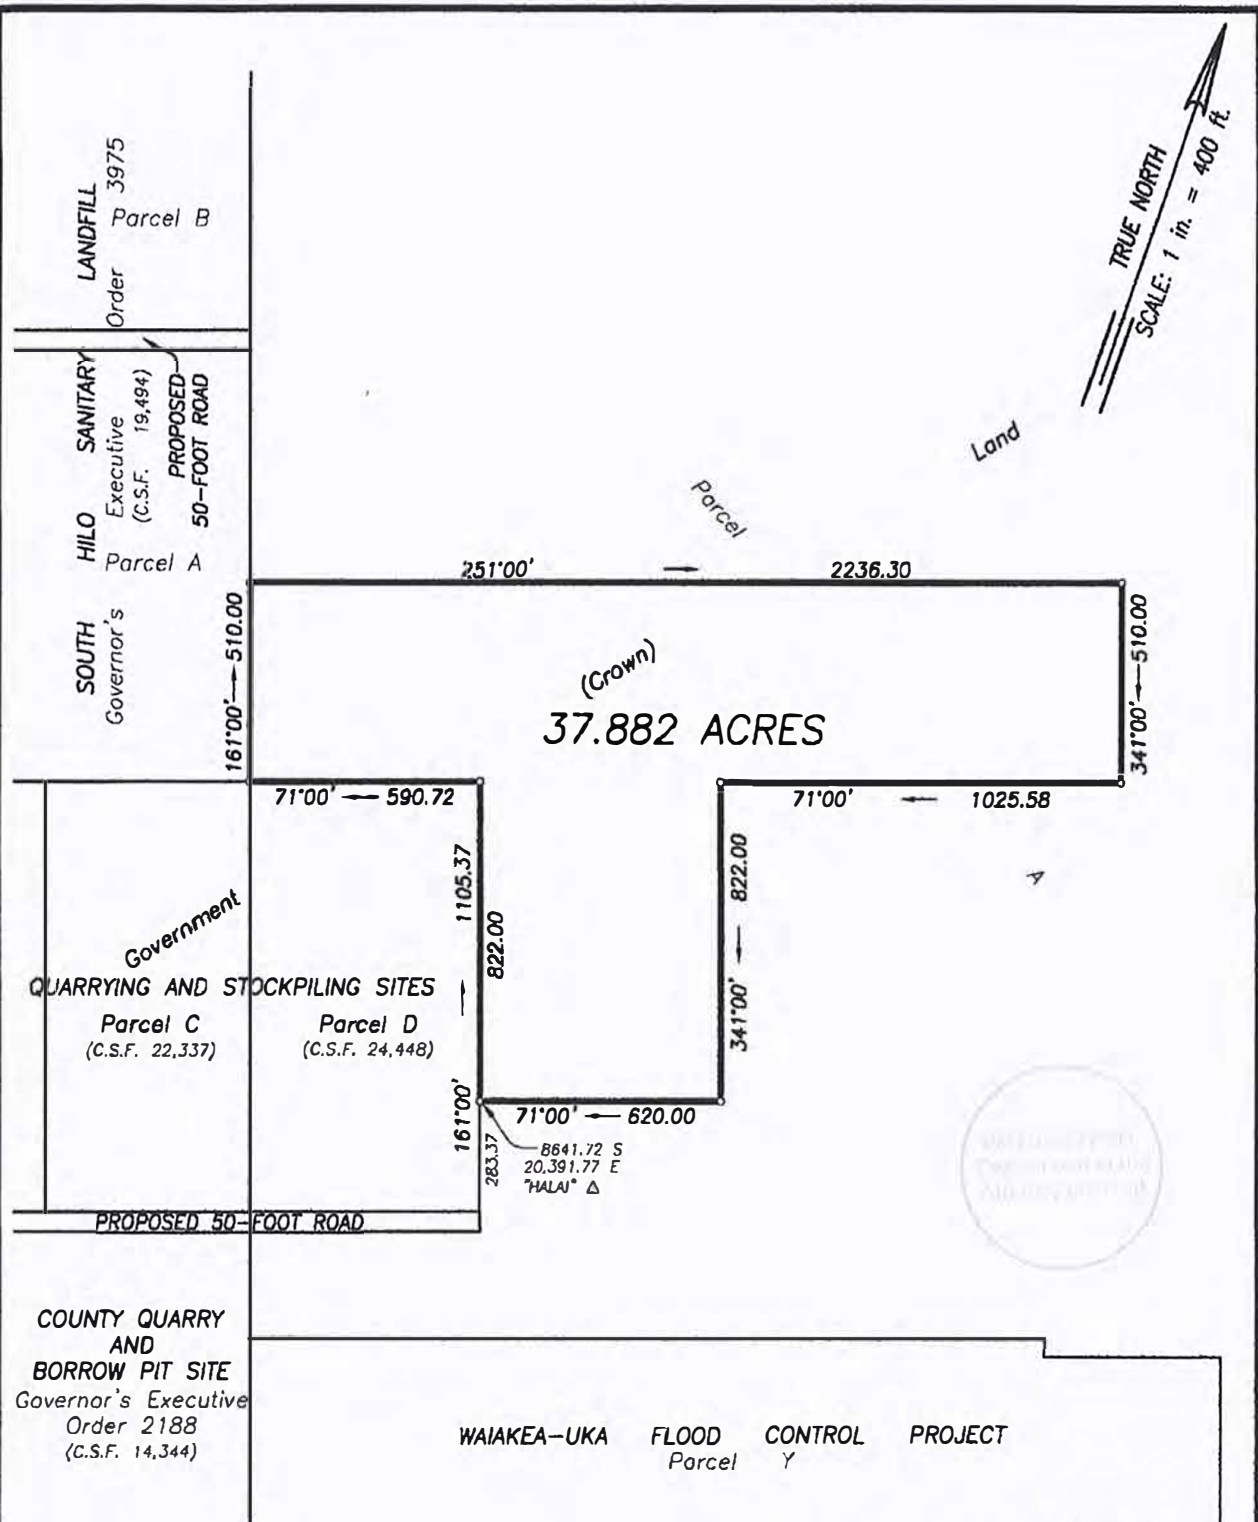 TRUE NORTH
SCALE: 1 in. = 400 ft.
SOUTH HILO SANITARY LANDFILL
Governor's Executive Order 3975
(C.S.F. 19,494)
Parcel A
Parcel B
PROPOSED
50-FOOT ROAD
Land
Parcel
A
(Crown)
Government
251°00' 2236.30
161°00' 510.00
341°00' 510.00
37.882 ACRES
71°00' 590.72
71°00' 1025.58
161°00' 1105.37
822.00
341°00' 822.00
71°00' 620.00
283.37
8641.72 S
20,391.77 E
"HALAI" △
QUARRYING AND STOCKPILING SITES
Parcel C
(C.S.F. 22,337)
Parcel D
(C.S.F. 24,448)
PROPOSED 50-FOOT ROAD
COUNTY QUARRY
AND
BORROW PIT SITE
Governor's Executive
Order 2188
(C.S.F. 14,344)
WAIAKEA-UKA FLOOD CONTROL PROJECT
Parcel Y